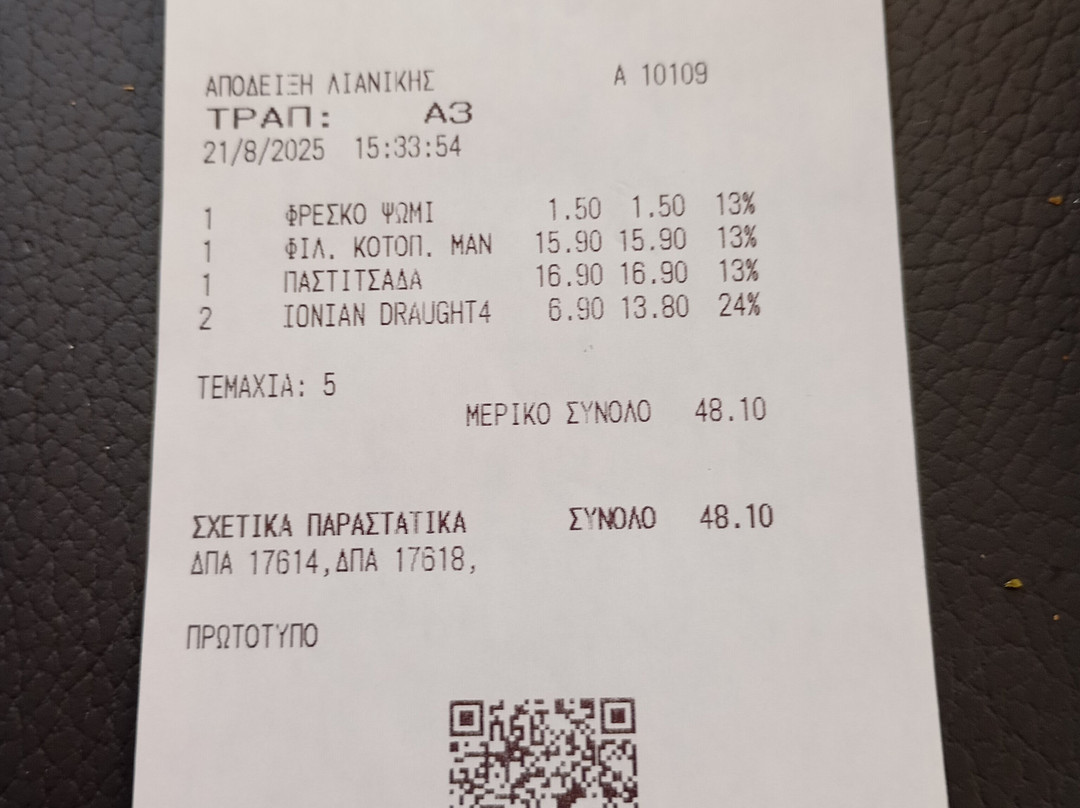 ΑΠΟΔΕΙΞΗ ΛΙΑΝΙΚΗΣ A 10109
ΤΡΑΠ: A3
21/8/2025 15:33:54
1 ΦΡΕΣΚΟ ΨΩΜΙ 1.50 1.50 13%
1 ΦΙΛ. ΚΟΤΟΠ. ΜΑΝ 15.90 15.90 13%
1 ΠΑΣΤΙΤΣΑΔΑ 16.90 16.90 13%
2 IONIAN DRAUGHT4 6.90 13.80 24%
ΤΕΜΑΧΙΑ: 5
ΜΕΡΙΚΟ ΣΥΝΟΛΟ 48.10
ΣΧΕΤΙΚΑ ΠΑΡΑΣΤΑΤΙΚΑ ΣΥΝΟΛΟ 48.10
ΔΠΑ 17614,ΔΠΑ 17618,
ΠΡΩΤΟΤΥΠΟ